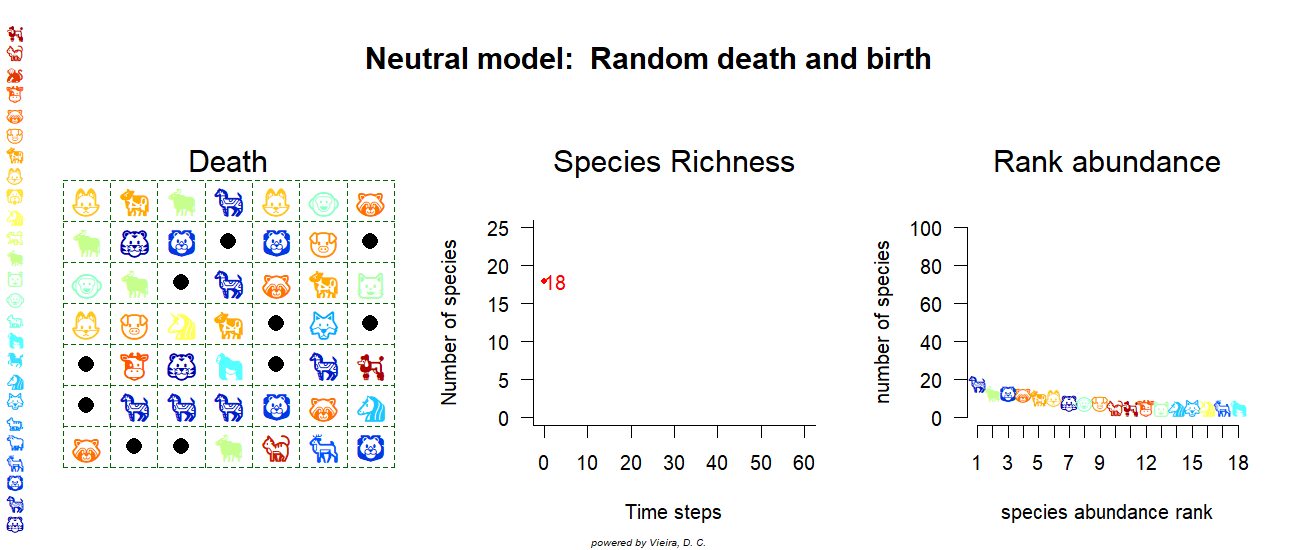 Neutral model:  Random death and birth
Death
Species Richness
Rank abundance
Number of species
25
20
15
10
5
0
18
0 10 20 30 40 50 60
Time steps
number of species
100
80
60
40
20
0
1 3 5 7 9 12 15 18
species abundance rank
powered by Vieira, D. C.